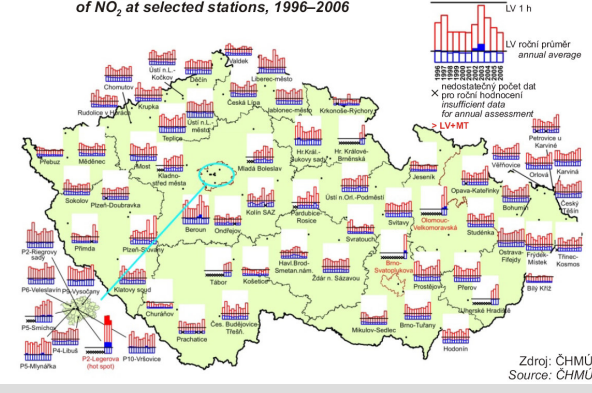 of NO2 at selected stations, 1996–2006
LV 1 h
LV roční průměr
annual average
1996
1997
1998
1999
2000
2001
2002
2003
2004
2005
2006
nedostatečný počet dat
× pro roční hodnocení
insufficient data
for annual assessment
> LV+MT
Valdek
Ústí n.L.-
Kočkov
Děčín
Liberec-město
Chomutov
Krupka
Česká Lípa
Jablonec-město
Krkonoše-Rýchory
Rudolice v Horách
Ústí n.L.-
město
Teplice
Petrovice u
Karviné
Přebuz
Měděnec
Most
Kladno-
střed města
Mladá Boleslav
Hr.Král.-
Sukovy sady
Hr. Králové-
Brněnská
Věřňovice
Orlová
Karviná
Jeseník
Opava-Kateřinky
Český
Těšín
Sokolov
Plzeň-Doubravka
Beroun
Ondřejov
Kolín SAZ
Pardubice-
Rosice
Ústí n.Orl.-Podměstí
Svitavy
Olomouc-
Velkomoravská
Bohumín
Studénka
P2-Riegrovy
sady
Přimda
Plzeň-Slovany
Svratouch
Ostrava-
Fifejdy
Frýdek-
Místek
Třinec-
Kosmos
P6-Veleslavín
P9-Vysočany
Klatovy soud
Tábor
Košetice
Havl.Brod-
Smetan.nám.
Žďár n. Sázavou
Brno-
Svatoplukova
Prostějov
Přerov
Bílý Kříž
P5-Smíchov
Churáňov
Čes. Budějovice
Třešň.
Uherské Hradiště
P4-Libuš
Prachatice
Mikulov-Sedlec
Brno-Tuřany
Hodonín
P5-Mlynářka
P2-Legerova
(hot spot)
P10-Vršovice
Zdroj: ČHMÚ
Source: ČHMÚ